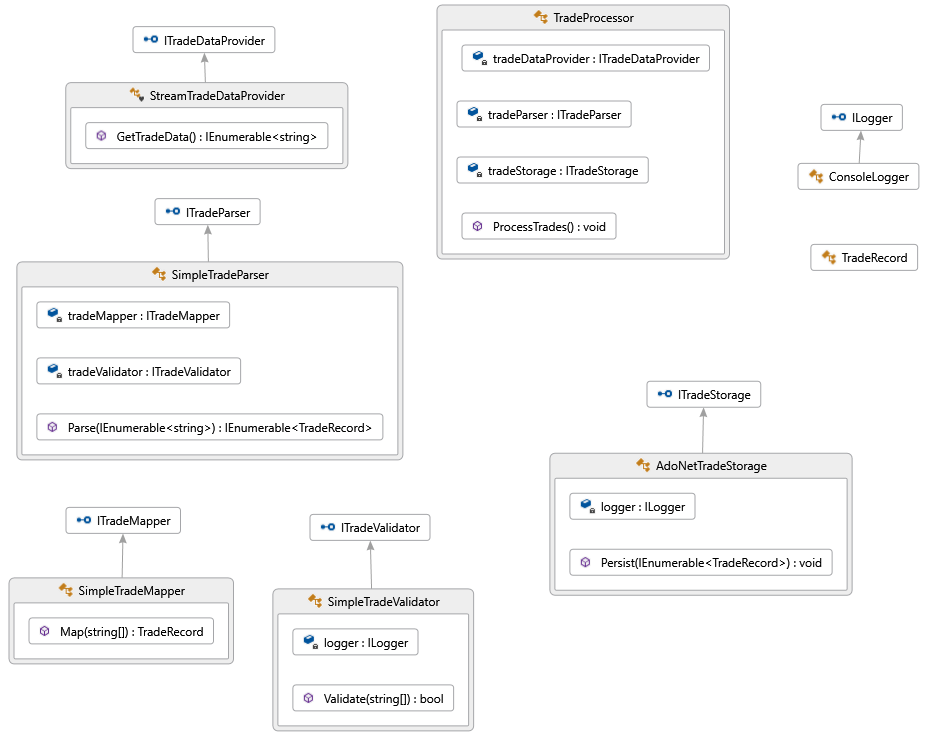 ITradeDataProvider
StreamTradeDataProvider
GetTradeData() : IEnumerable<string>
ITradeParser
SimpleTradeParser
tradeMapper : ITradeMapper
tradeValidator : ITradeValidator
Parse(IEnumerable<string>) : IEnumerable<TradeRecord>
ITradeMapper
SimpleTradeMapper
Map(string[]) : TradeRecord
ITradeValidator
SimpleTradeValidator
logger : ILogger
Validate(string[]) : bool
TradeProcessor
tradeDataProvider : ITradeDataProvider
tradeParser : ITradeParser
tradeStorage : ITradeStorage
ProcessTrades() : void
ILogger
ConsoleLogger
TradeRecord
ITradeStorage
AdoNetTradeStorage
logger : ILogger
Persist(IEnumerable<TradeRecord>) : void